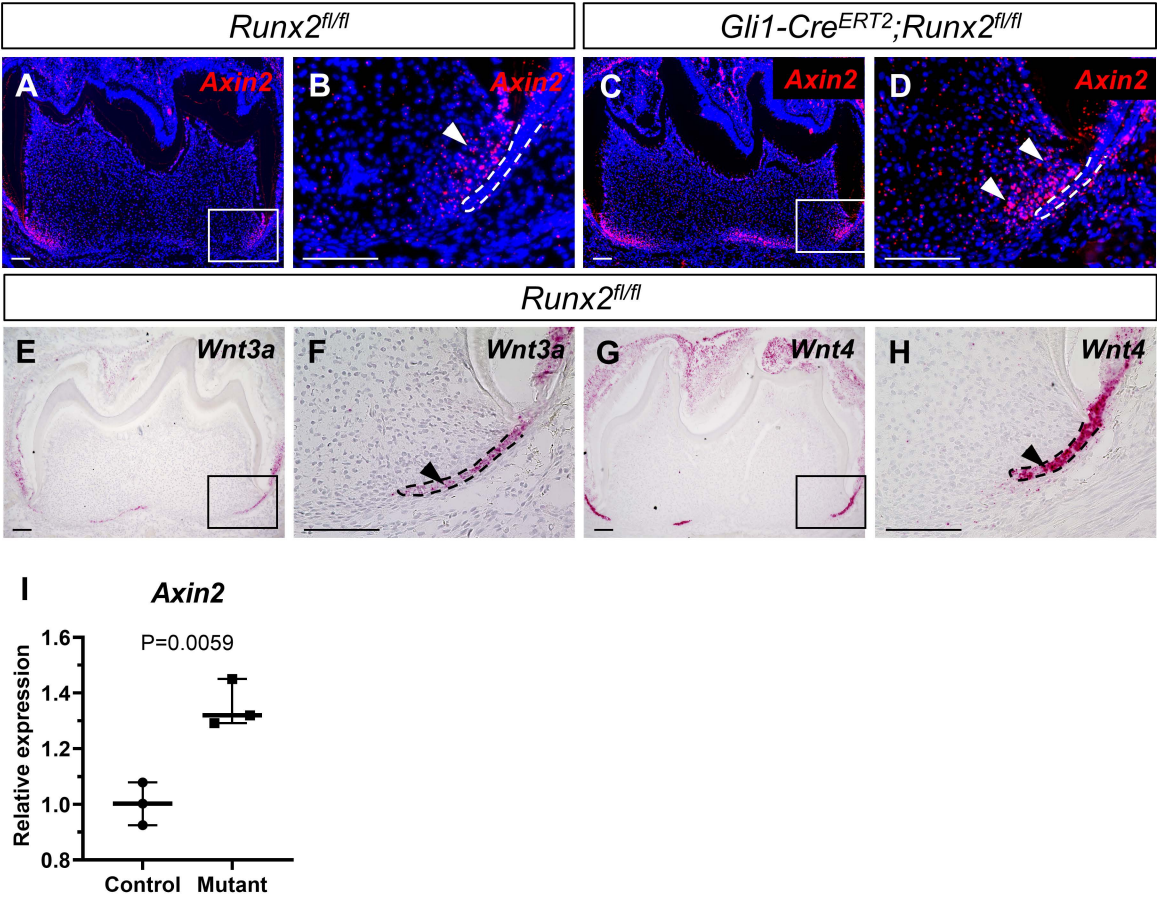 Runx2fl/fl
Gli1-CreERT2;Runx2fl/fl
A Axin2
B Axin2
C Axin2
D Axin2
Runx2fl/fl
E Wnt3a
F Wnt3a
G Wnt4
H Wnt4
I Axin2
P=0.0059
Relative expression
1.6
1.4
1.2
1.0
0.8
Control Mutant